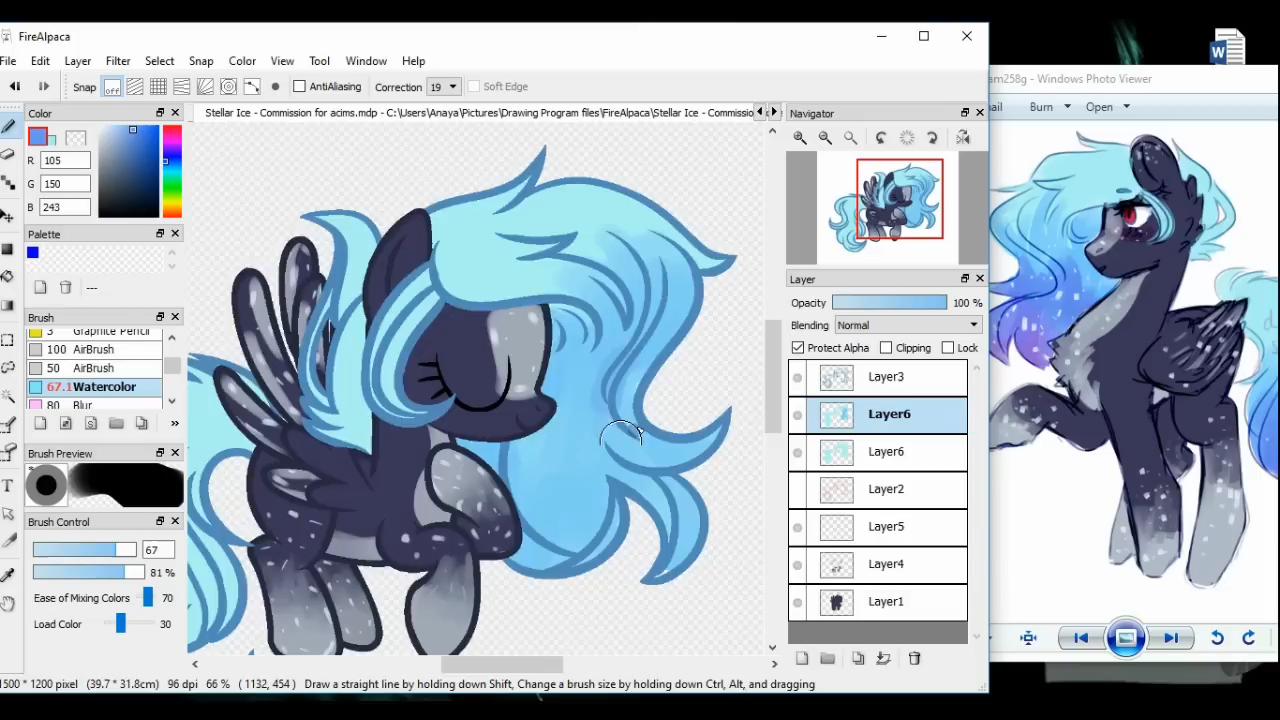 FireAlpaca
File Edit Layer Filter Select Snap Color View Tool Window Help
Snap off AntiAliasing Correction 19 Soft Edge
am258g - Windows Photo Viewer
Burn Open
Color
R 105
G 150
B 243
Palette
---
Brush
3 Graphite Pencil
100 AirBrush
50 AirBrush
67.1 Watercolor
80 Blur
Brush Preview
Brush Control
67
81 %
Ease of Mixing Colors 70
Load Color 30
Stellar Ice - Commission for acims.mdp - C:\Users\Anaya\Pictures\Drawing Program files\FireAlpaca\Stellar Ice - Commissio
Navigator
Layer
Opacity 100 %
Blending Normal
Protect Alpha Clipping Lock
Layer3
Layer6
Layer6
Layer2
Layer5
Layer4
Layer1
1500 * 1200 pixel (39.7 * 31.8cm) 96 dpi 66 % ( 1132, 454 ) Draw a straight line by holding down Shift, Change a brush size by holding down Ctrl, Alt, and dragging